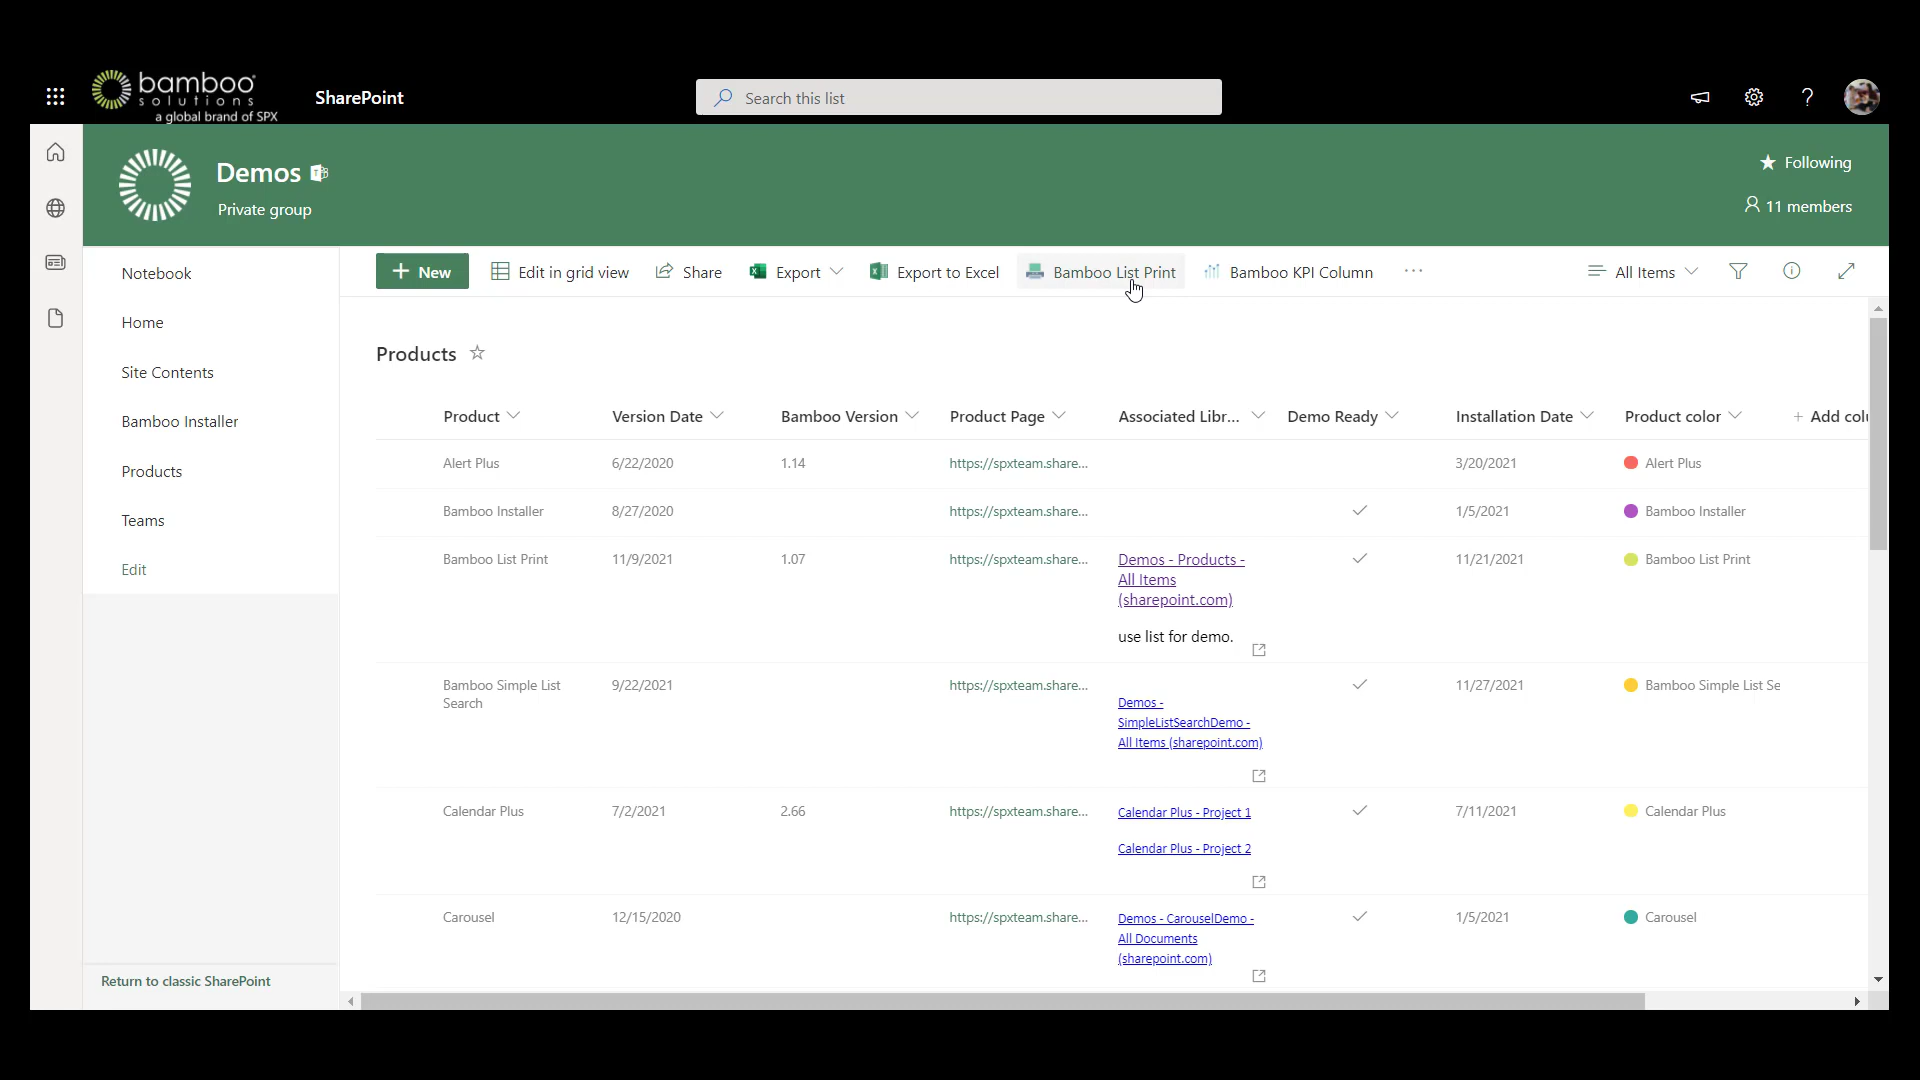 bamboo
solutions
a global brand of SPX
SharePoint
Search this list
Demos
Private group
Following
11 members
Notebook
Home
Site Contents
Bamboo Installer
Products
Teams
Edit
Return to classic SharePoint
New
Edit in grid view
Share
Export
Export to Excel
Bamboo List Print
Bamboo KPI Column
All Items
Products
Product Version Date Bamboo Version Product Page Associated Libr... Demo Ready Installation Date Product color + Add colu
Alert Plus 6/22/2020 1.14 https://spxteam.share... 3/20/2021 Alert Plus
Bamboo Installer 8/27/2020 https://spxteam.share... 1/5/2021 Bamboo Installer
Bamboo List Print 11/9/2021 1.07 https://spxteam.share... Demos - Products - 11/21/2021 Bamboo List Print
All Items
(sharepoint.com)
use list for demo.
Bamboo Simple List 9/22/2021 https://spxteam.share... 11/27/2021 Bamboo Simple List Se
Search
Demos -
SimpleListSearchDemo -
All Items (sharepoint.com)
Calendar Plus 7/2/2021 2.66 https://spxteam.share... Calendar Plus - Project 1 7/11/2021 Calendar Plus
Calendar Plus - Project 2
Carousel 12/15/2020 https://spxteam.share... Demos - CarouselDemo - 1/5/2021 Carousel
All Documents
(sharepoint.com)